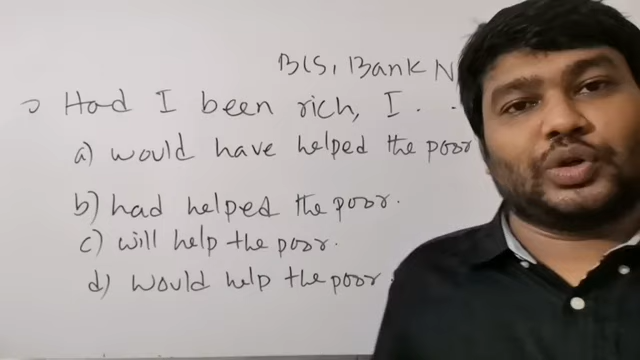 BCS, Bank N
Had I been rich, I . .
a) would have helped the poor
b) had helped the poor.
c) will help the poor.
d) would help the poor